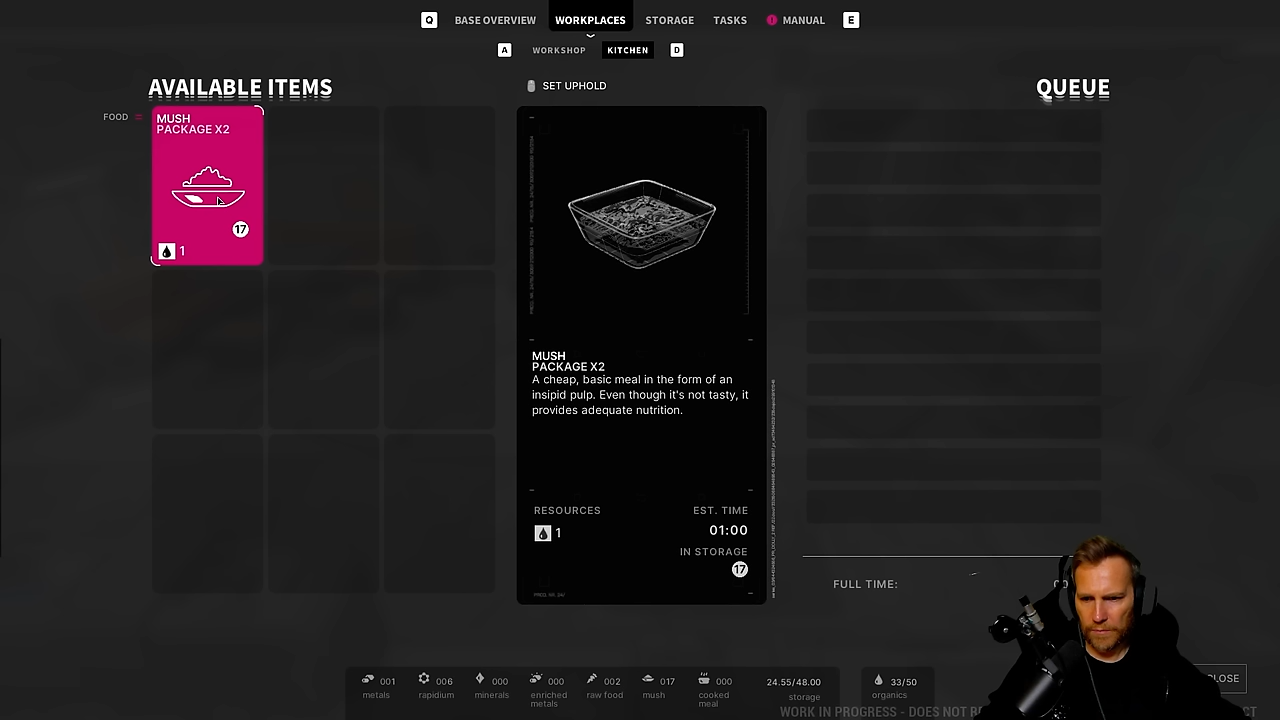 Q BASE OVERVIEW WORKPLACES STORAGE TASKS MANUAL E
A WORKSHOP KITCHEN D
AVAILABLE ITEMS
SET UPHOLD
QUEUE
FOOD
MUSH
PACKAGE X2
17
1
MUSH
PACKAGE X2
A cheap, basic meal in the form of an
insipid pulp. Even though it's not tasty, it
provides adequate nutrition.
RESOURCES
1
EST. TIME
01:00
IN STORAGE
17
FULL TIME:
001
metals
006
rapidium
000
minerals
000
enriched
metals
002
raw food
017
mush
000
cooked
meal
24.55/48.00
storage
33/50
organics
WORK IN PROGRESS - DOES NOT